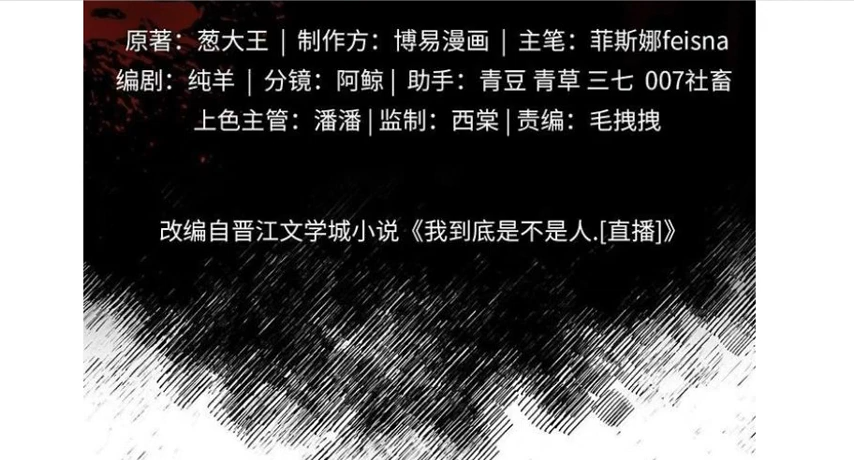 原著：葱大王 | 制作方：博易漫画 | 主笔：菲斯娜feisna
编剧：纯羊 | 分镜：阿鲸 | 助手：青豆 青草 三七 007社畜
上色主管：潘潘 | 监制：西棠 | 责编：毛拽拽
改编自晋江文学城小说《我到底是不是人.[直播]》